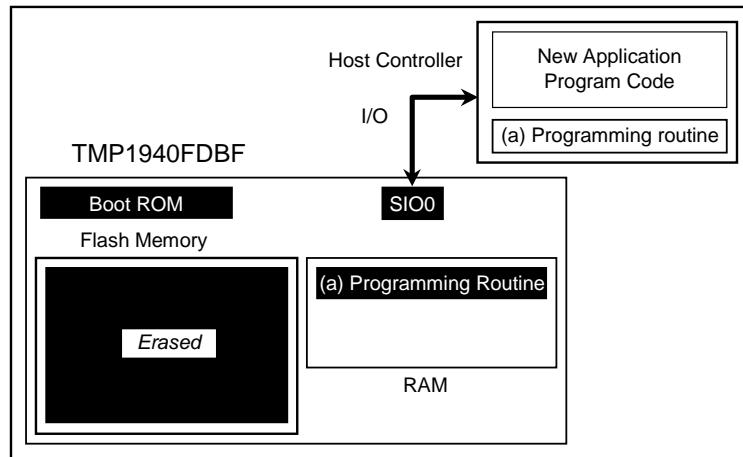 Host Controller
New Application
Program Code
(a) Programming routine
I/O
TMP1940FDBF
Boot ROM
SIO0
Flash Memory
(a) Programming Routine
Erased
RAM